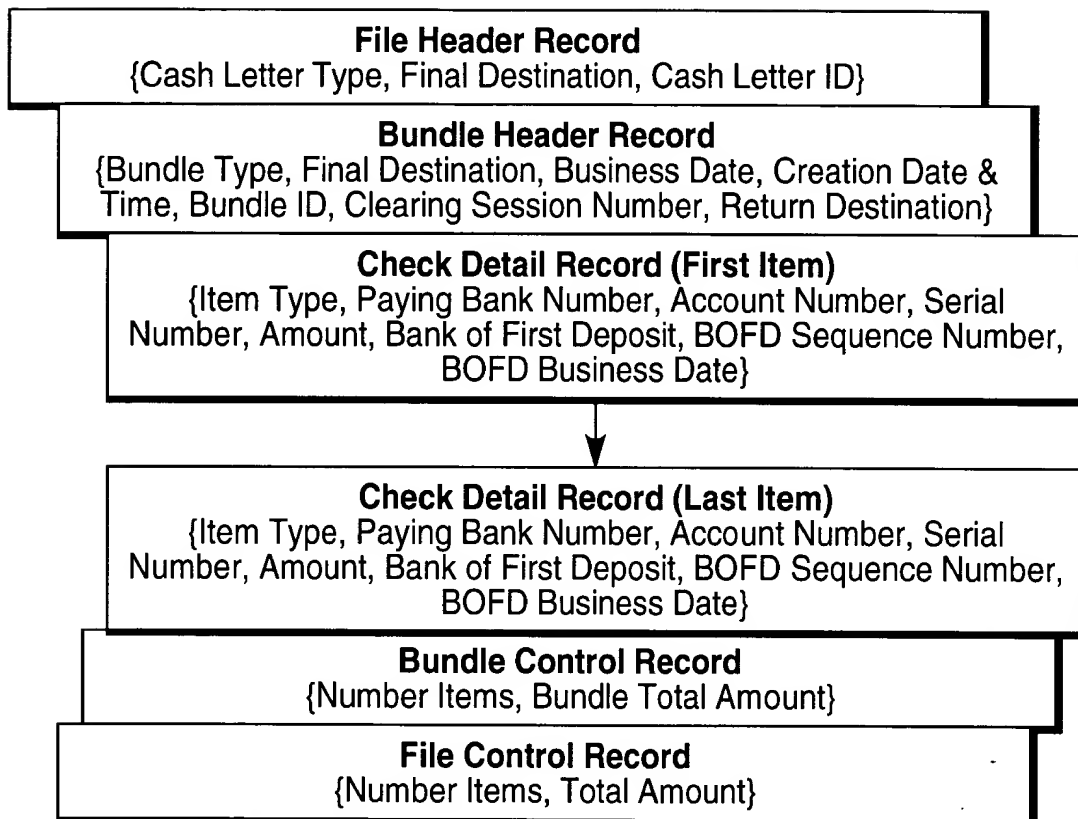 File Header Record
{Cash Letter Type, Final Destination, Cash Letter ID}
Bundle Header Record
{Bundle Type, Final Destination, Business Date, Creation Date &
Time, Bundle ID, Clearing Session Number, Return Destination}
Check Detail Record (First Item)
{Item Type, Paying Bank Number, Account Number, Serial
Number, Amount, Bank of First Deposit, BOFD Sequence Number,
BOFD Business Date}
Check Detail Record (Last Item)
{Item Type, Paying Bank Number, Account Number, Serial
Number, Amount, Bank of First Deposit, BOFD Sequence Number,
BOFD Business Date}
Bundle Control Record
{Number Items, Bundle Total Amount}
File Control Record
{Number Items, Total Amount}